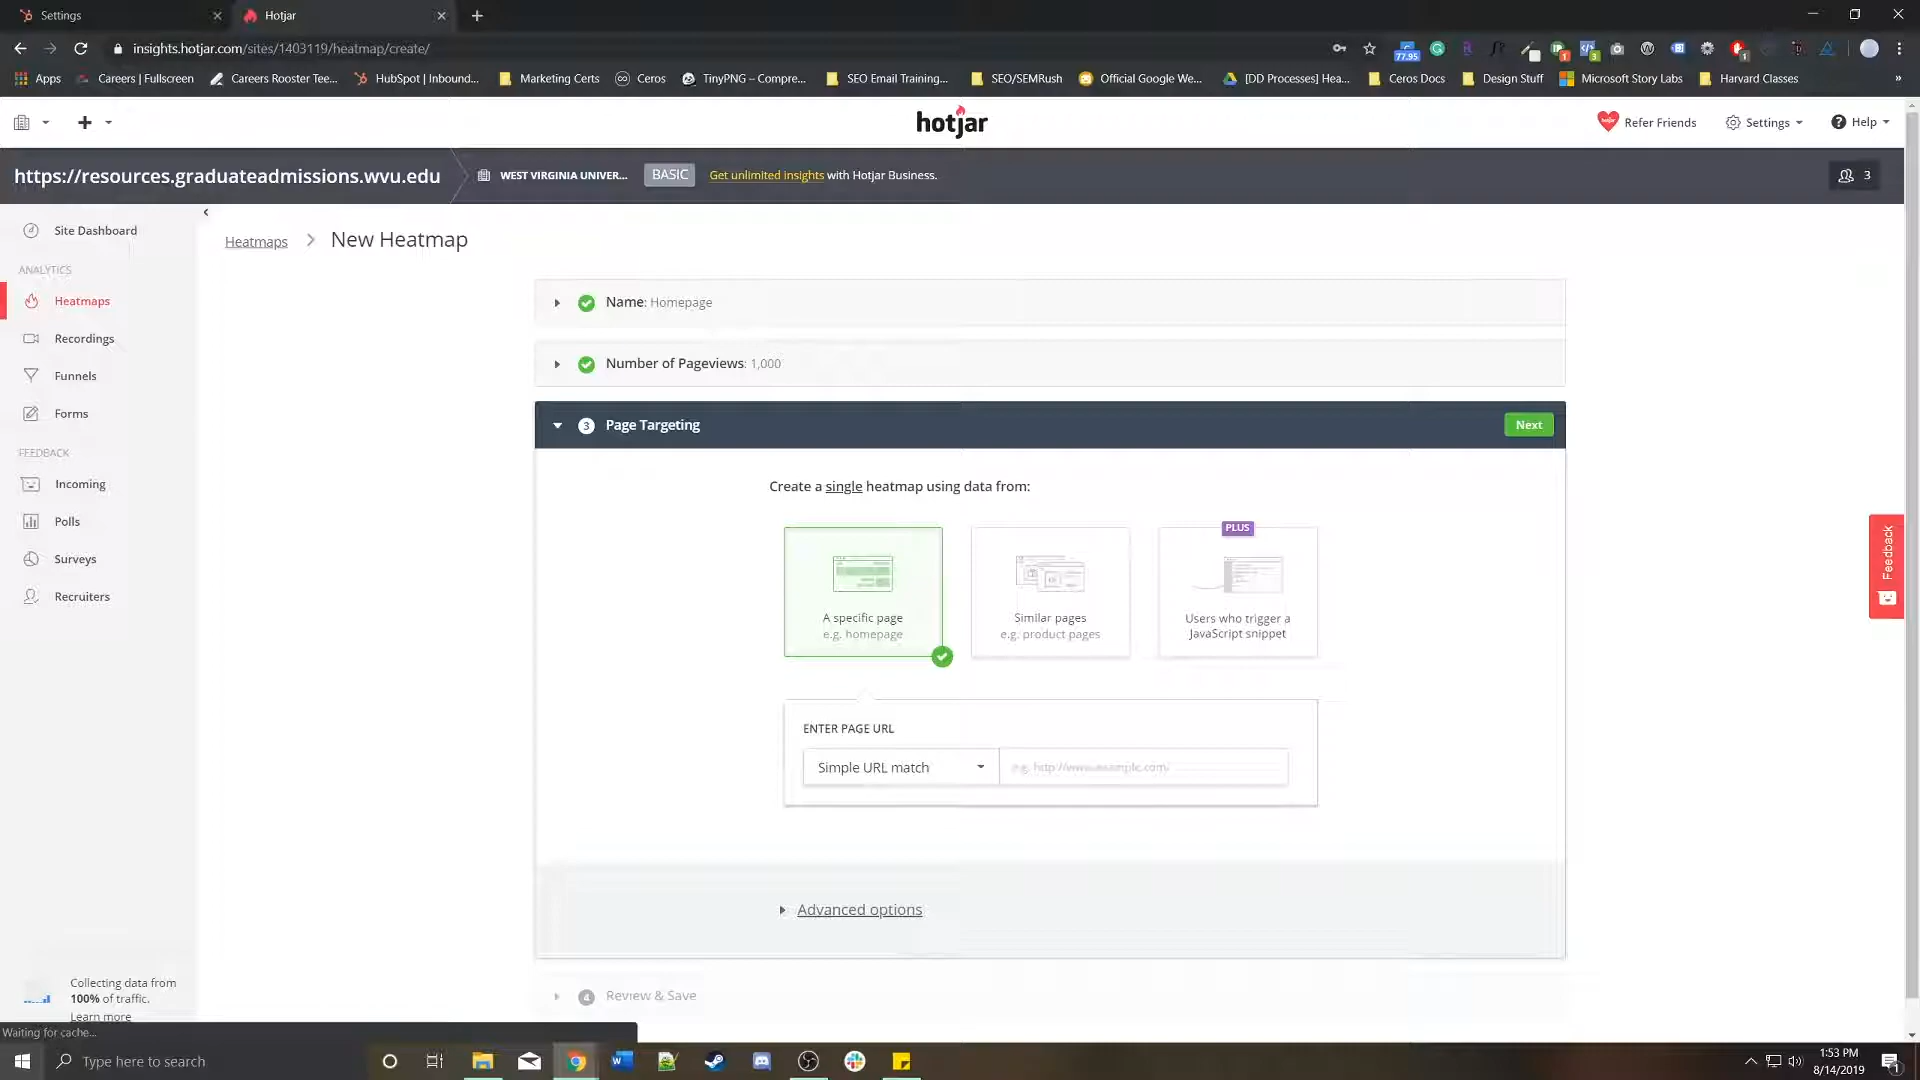 Settings
Hotjar
insights.hotjar.com/sites/1403119/heatmap/create/
77.95
1
3
1
Apps
Careers | Fullscreen
Careers Rooster Tee...
HubSpot | Inbound...
Marketing Certs
Ceros
TinyPNG – Compre...
SEO Email Training...
SEO/SEMRush
Official Google We...
[DD Processes] Hea...
Ceros Docs
Design Stuff
Microsoft Story Labs
Harvard Classes
»
hotjar
Refer Friends
Settings
Help
https://resources.graduateadmissions.wvu.edu
WEST VIRGINIA UNIVER...
BASIC
Get unlimited insights with Hotjar Business.
3
Site Dashboard
ANALYTICS
Heatmaps
Recordings
Funnels
Forms
FEEDBACK
Incoming
Polls
Surveys
Recruiters
Collecting data from
100% of traffic.
Learn more
Heatmaps > New Heatmap
Name: Homepage
Number of Pageviews: 1,000
3 Page Targeting
Next
Create a single heatmap using data from:
A specific page
e.g. homepage
Similar pages
e.g. product pages
PLUS
Users who trigger a
JavaScript snippet
ENTER PAGE URL
Simple URL match
e.g. http://www.example.com/
Advanced options
4 Review & Save
Feedback
Waiting for cache...
Type here to search
1:53 PM
8/14/2019
1